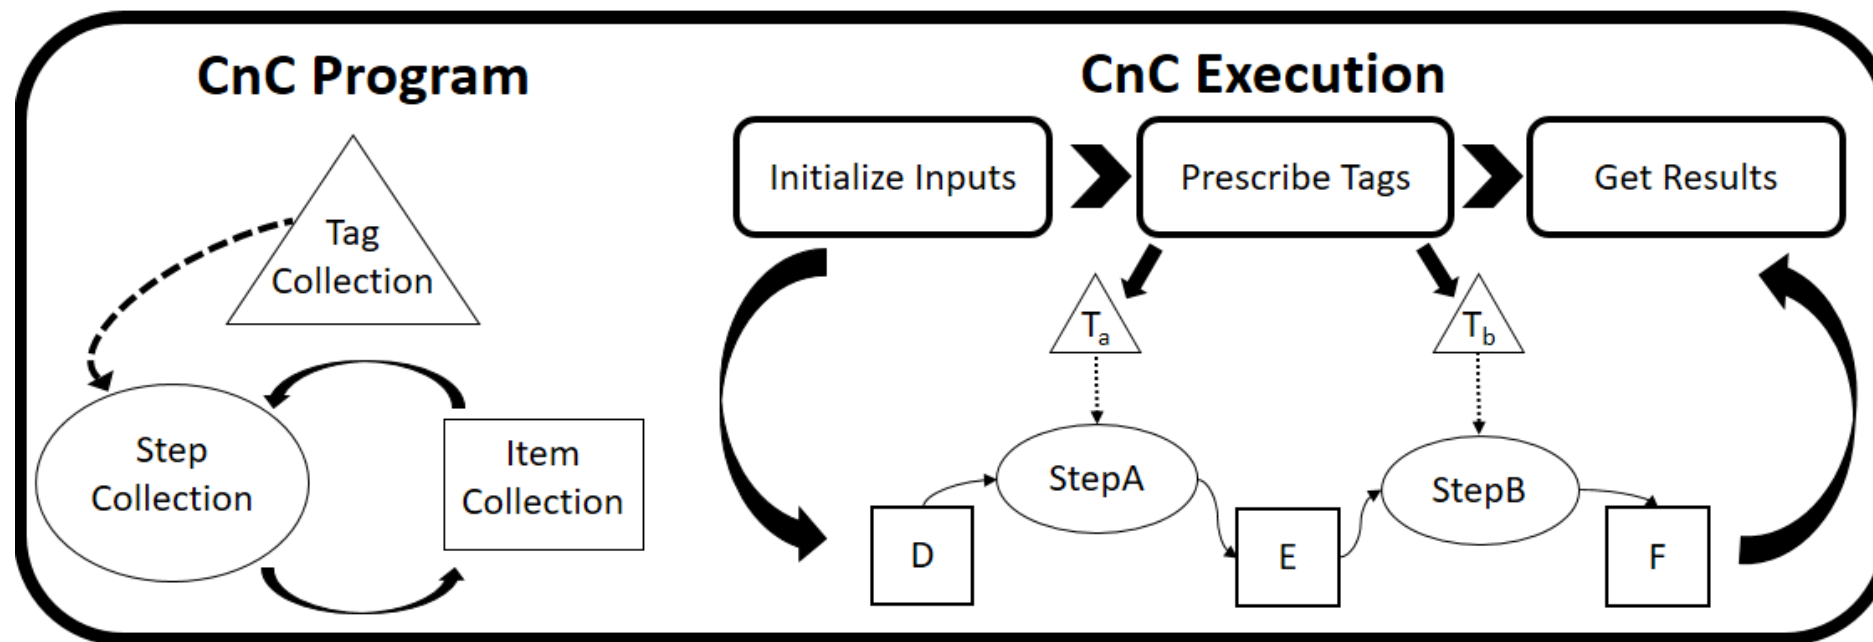 CnC Program
Tag
Collection
Step
Collection
Item
Collection
CnC Execution
Initialize Inputs
Prescribe Tags
Get Results
Ta
Tb
StepA
StepB
D
E
F